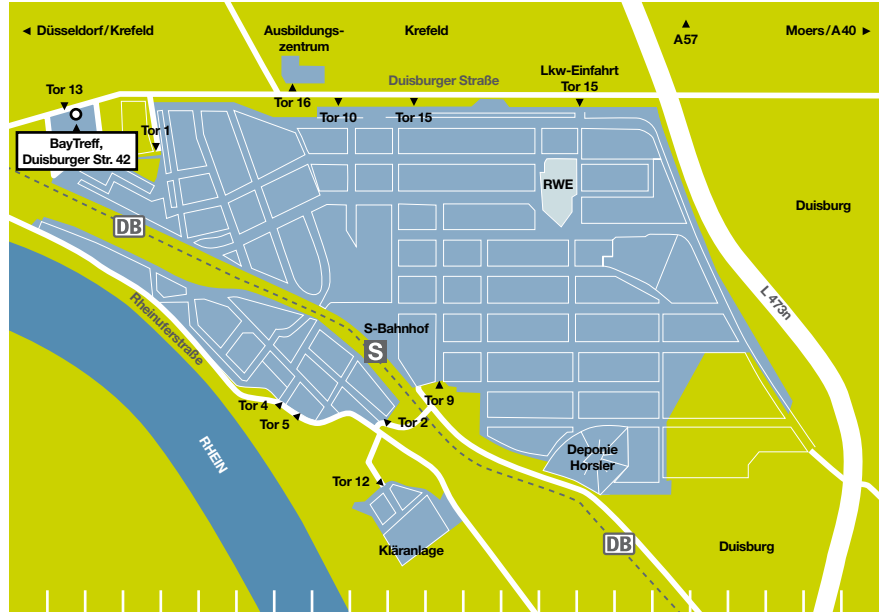 ◄ Düsseldorf/Krefeld
Ausbildungs-
zentrum
Krefeld
A57
Moers/A40 ►
Duisburger Straße
Lkw-Einfahrt
Tor 15
Tor 13
Tor 16
Tor 10
Tor 15
Tor 1
BayTreff,
Duisburger Str. 42
RWE
Duisburg
DB
L 473n
Rheinuferstraße
S-Bahnhof
S
Tor 9
Tor 4
Tor 5
Tor 2
RHEIN
Deponie
Horsler
Tor 12
Kläranlage
DB
Duisburg